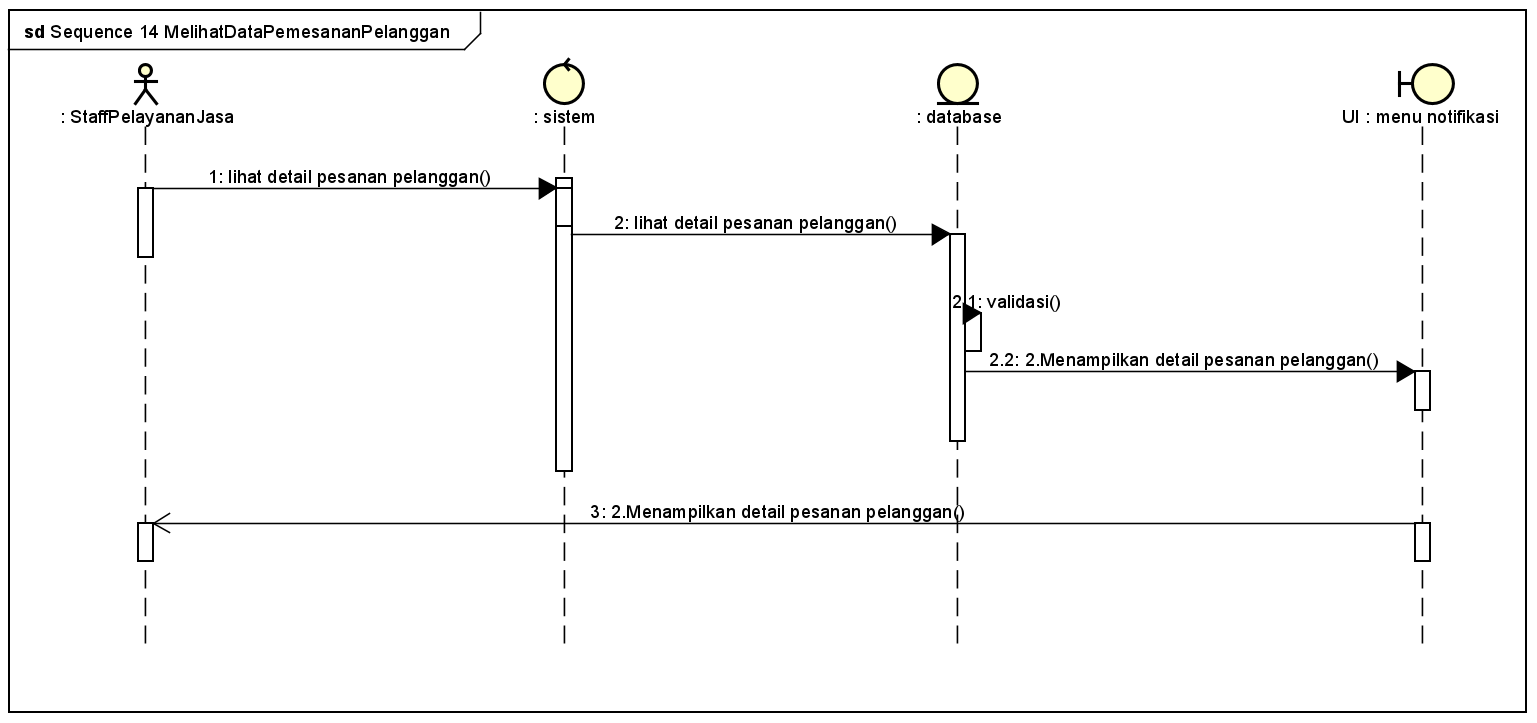 sd Sequence 14 MelihatDataPemesananPelanggan
: StaffPelayananJasa
: sistem
: database
UI : menu notifikasi
1: lihat detail pesanan pelanggan()
2: lihat detail pesanan pelanggan()
2.1: validasi()
2.2: 2.Menampilkan detail pesanan pelanggan()
3: 2.Menampilkan detail pesanan pelanggan()